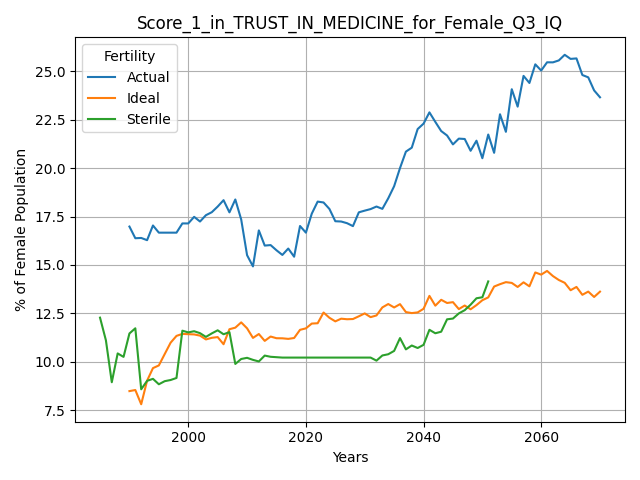 Score_1_in_TRUST_IN_MEDICINE_for_Female_Q3_IQ
Fertility
Actual
Ideal
Sterile
% of Female Population
25.0
22.5
20.0
17.5
15.0
12.5
10.0
7.5
2000
2020
2040
2060
Years